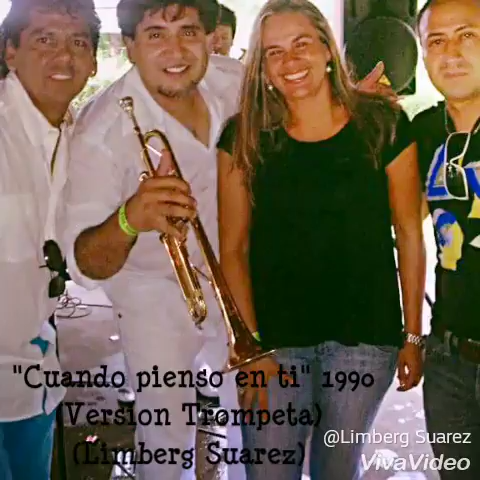 "Cuando pienso en ti" 1990
(Version Trompeta)
(Limberg Suarez)
@Limberg Suarez
VivaVideo